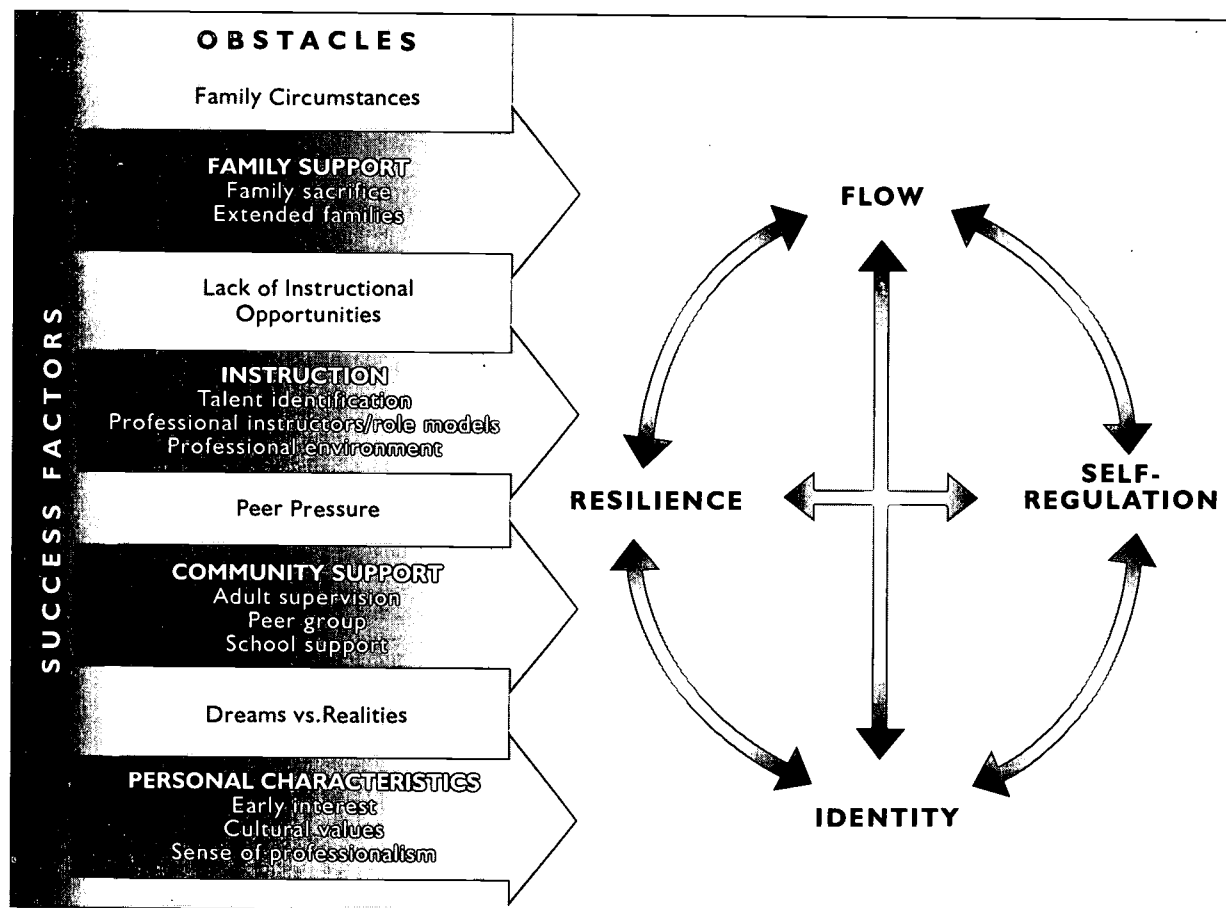 SUCCESS FACTORS
OBSTACLES
Family Circumstances
FAMILY SUPPORT
Family sacrifice
Extended families
Lack of Instructional
Opportunities
INSTRUCTION
Talent identification
Professional instructors/role models
Professional environment
Peer Pressure
COMMUNITY SUPPORT
Adult supervision
Peer group
School support
Dreams vs.Realities
PERSONAL CHARACTERISTICS
Early interest
Cultural values
Sense of professionalism
FLOW
RESILIENCE
SELF-
REGULATION
IDENTITY